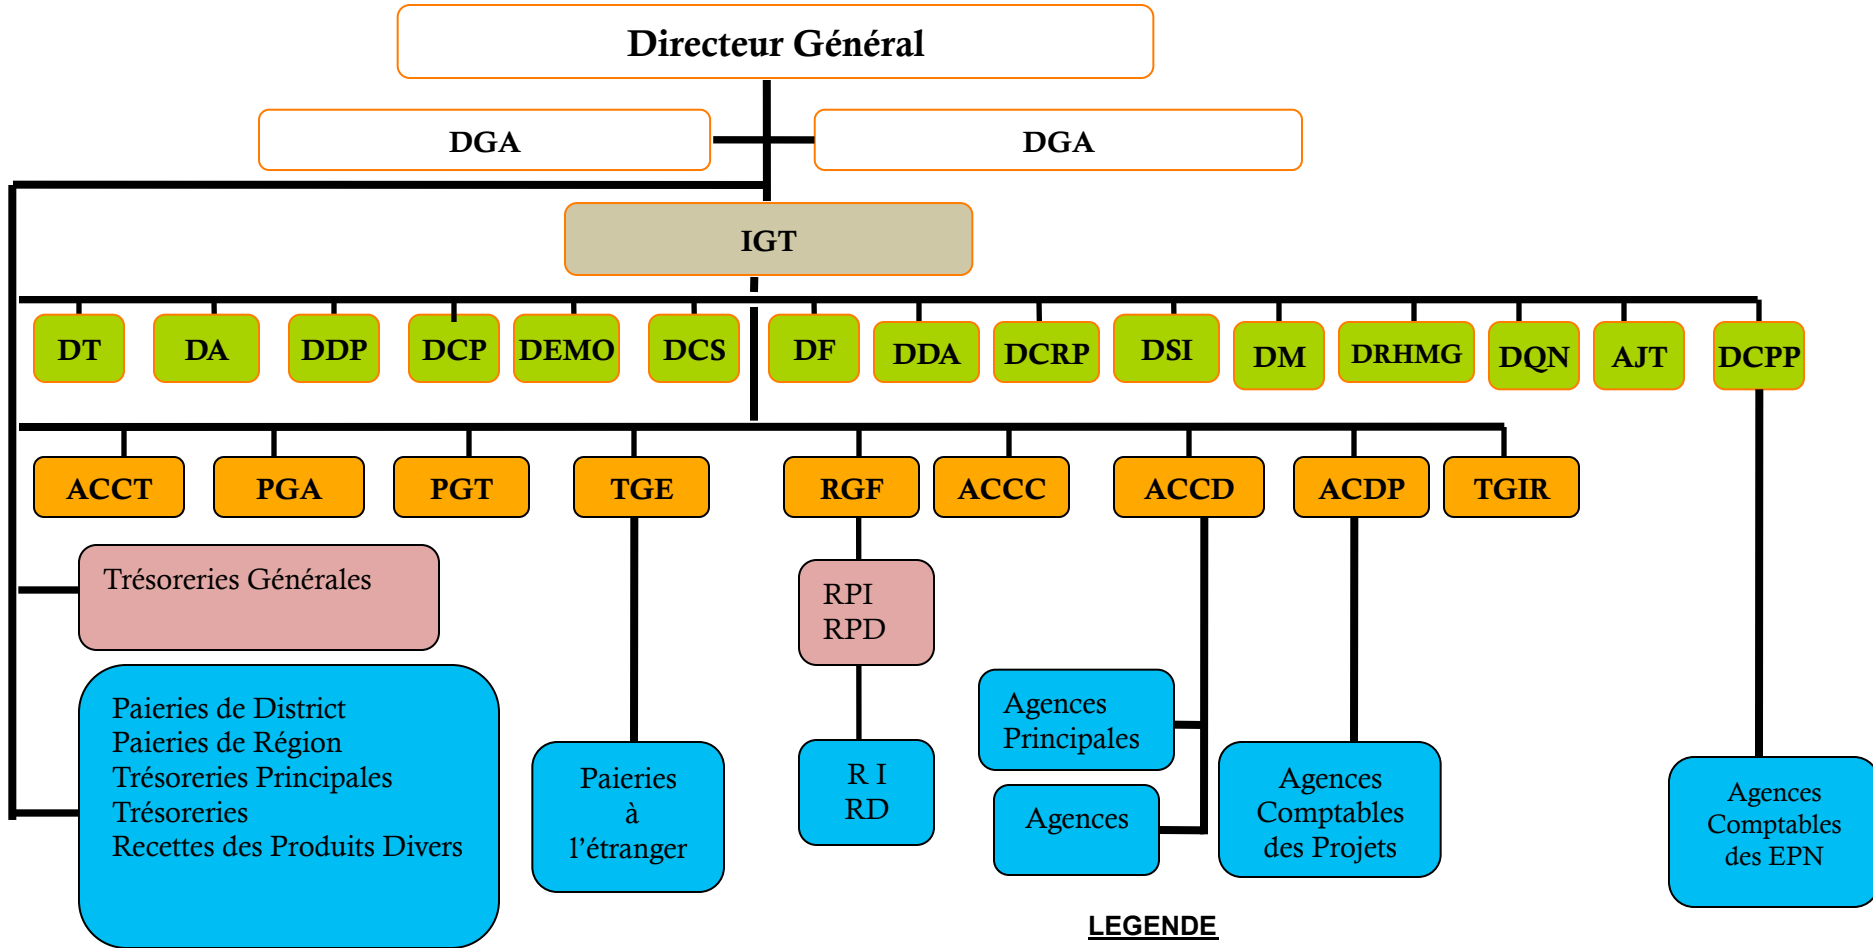 Directeur Général
DGA
DGA
IGT
DT
DA
DDP
DCP
DEMO
DCS
DF
DDA
DCRP
DSI
DM
DRHMG
DQN
AJT
DCPP
ACCT
PGA
PGT
TGE
RGF
ACCC
ACCD
ACDP
TGIR
Trésoreries Générales
RPI
RPD
Paieries de District
Paieries de Région
Trésoreries Principales
Trésoreries
Recettes des Produits Divers
Paieries
à
l’étranger
R I
RD
Agences
Principales
Agences
Agences
Comptables
des Projets
Agences
Comptables
des EPN
LEGENDE